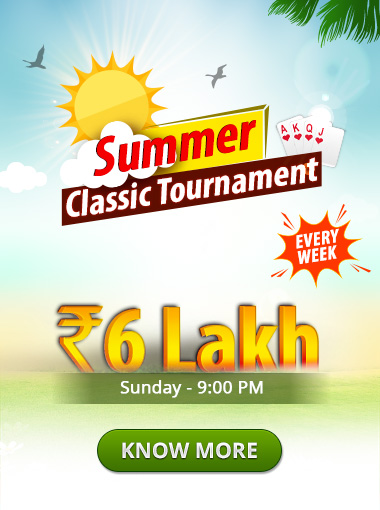 Summer
A K Q J
Classic Tournament
EVERY
WEEK
₹6 Lakh
Sunday - 9:00 PM
KNOW MORE